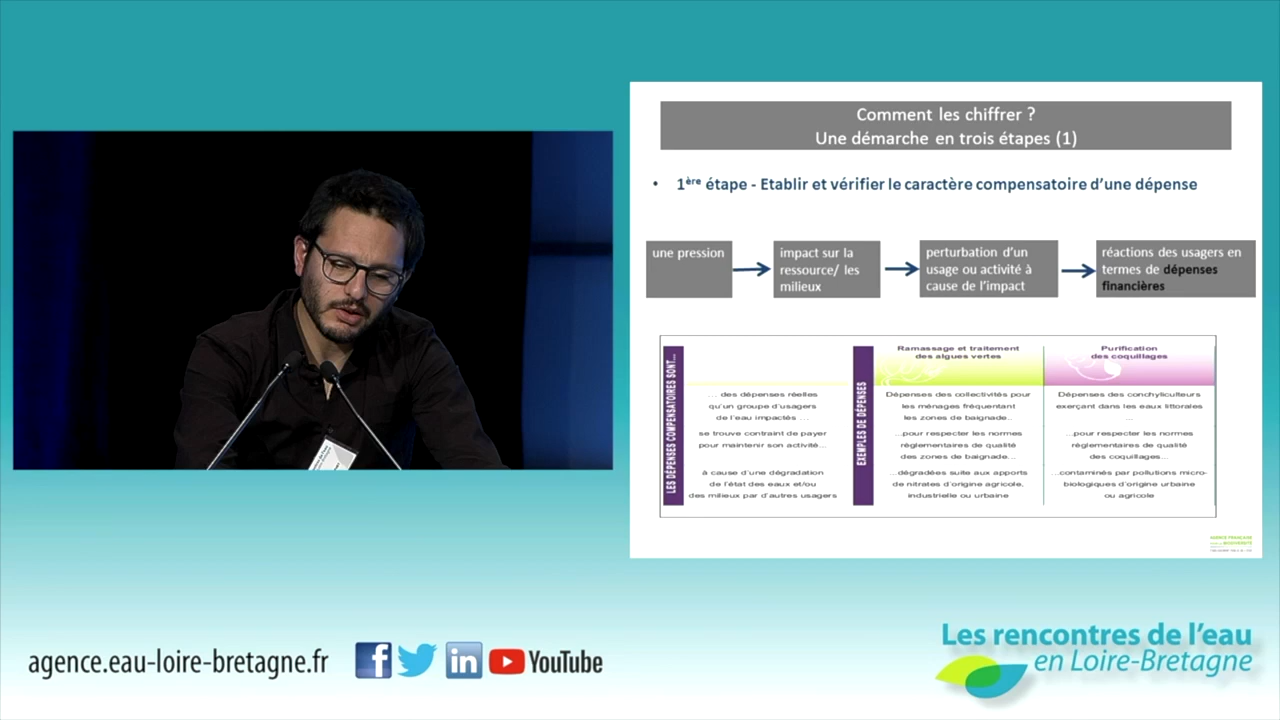 Comment les chiffrer ?
Une démarche en trois étapes (1)
• 1ère étape - Etablir et vérifier le caractère compensatoire d'une dépense
une pression
impact sur la
ressource/ les
milieux
perturbation d'un
usage ou activité à
cause de l'impact
réactions des usagers en
termes de dépenses
financières
LES DÉPENSES COMPENSATOIRES SONT...
... des dépenses réelles
qu'un groupe d'usagers
de l'eau impactés ...
se trouve contraint de payer
pour maintenir son activité...
à cause d'une dégradation
de l'état des eaux et/ou
des milieux par d'autres usagers
EXEMPLES DE DÉPENSES
Ramassage et traitement
des algues vertes
Dépenses des collectivités pour
les ménages fréquentant
les zones de baignade...
...pour respecter les normes
réglementaires de qualité
des zones de baignade...
...dégradées suite aux apports
de nitrates d'origine agricole,
industrielle ou urbaine
Purification
des coquillages
Dépenses des conchyliculteurs
exerçant dans les eaux littorales
...
...pour respecter les normes
réglementaires de qualité
des coquillages...
...contaminés par pollutions micro-
biologiques d'origine urbaine
ou agricole
AGENCE FRANÇAISE
POUR LA BIODIVERSITÉ
agence.eau-loire-bretagne.fr
YouTube
Les rencontres de l'eau
en Loire-Bretagne